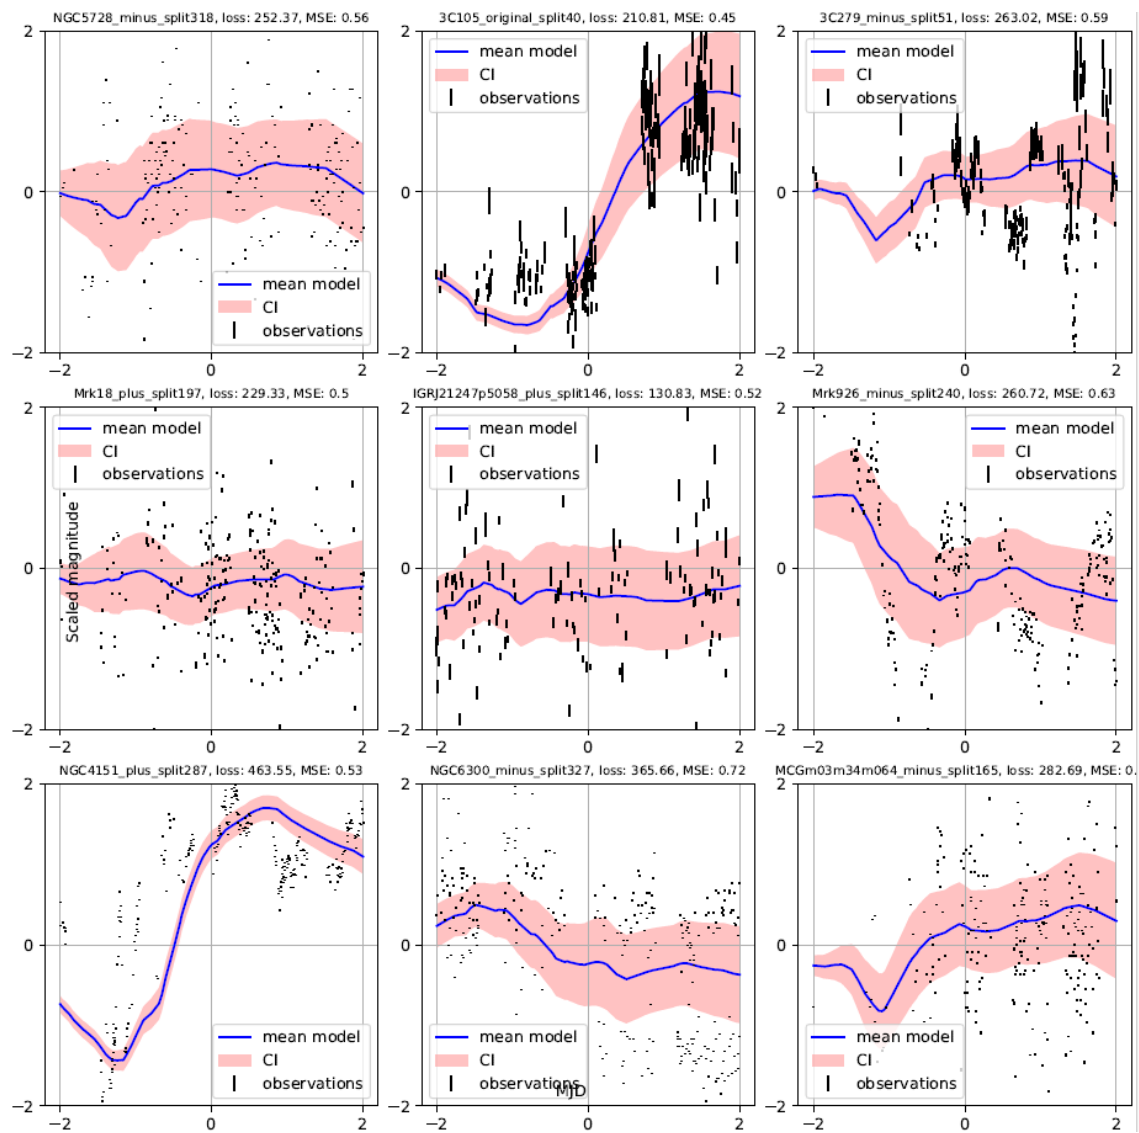 NGC5728_minus_split318, loss: 252.37, MSE: 0.56
2
0
−2
−2
0
2
mean model
CI
observations
3C105_original_split40, loss: 210.81, MSE: 0.45
2
0
−2
−2
0
2
mean model
CI
observations
3C279_minus_split51, loss: 263.02, MSE: 0.59
2
0
−2
−2
0
2
mean model
CI
observations
Mrk18_plus_split197, loss: 229.33, MSE: 0.5
2
0
−2
−2
0
2
mean model
CI
observations
Scaled magnitude
IGRJ21247p5058_plus_split146, loss: 130.83, MSE: 0.52
2
0
−2
−2
0
2
mean model
CI
observations
Mrk926_minus_split240, loss: 260.72, MSE: 0.63
2
0
−2
−2
0
2
mean model
CI
observations
NGC4151_plus_split287, loss: 463.55, MSE: 0.53
2
0
−2
−2
0
2
mean model
CI
observations
NGC6300_minus_split327, loss: 365.66, MSE: 0.72
2
0
−2
−2
0
2
mean model
CI
observations
MJD
MCGm03m34m064_minus_split165, loss: 282.69, MSE: 0.
2
0
−2
−2
0
2
mean model
CI
observations